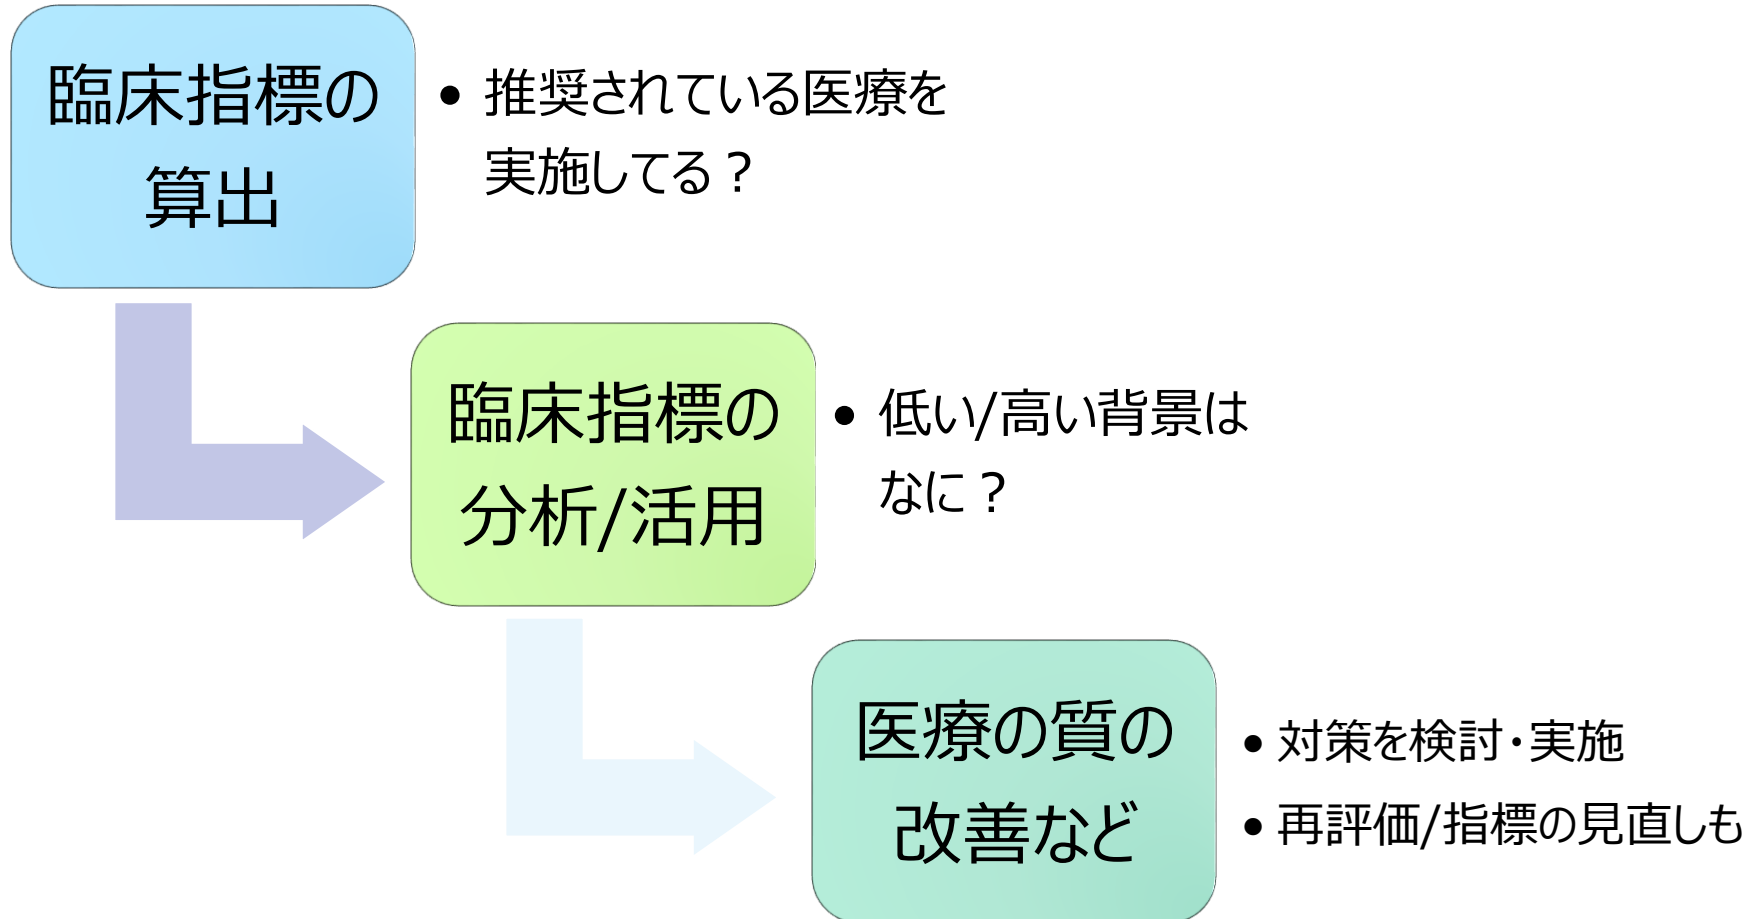 臨床指標の
算出
• 推奨されている医療を
実施してる？
臨床指標の
分析/活用
• 低い/高い背景は
なに？
医療の質の
改善など
• 対策を検討・実施
• 再評価/指標の見直しも